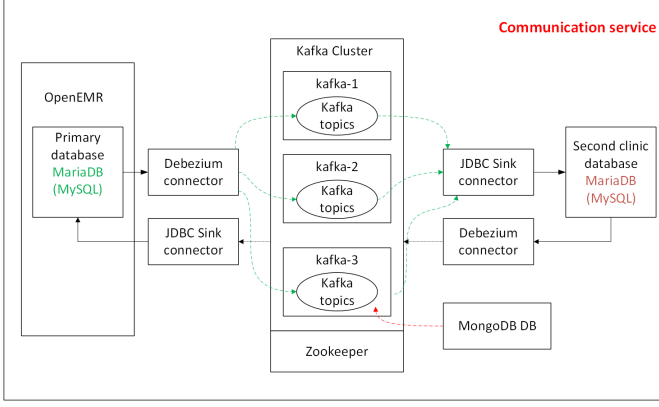 Communication service
Kafka Cluster
OpenEMR
Primary
database
MariaDB
(MySQL)
Debezium
connector
JDBC Sink
connector
kafka-1
Kafka
topics
kafka-2
Kafka
topics
kafka-3
Kafka
topics
Zookeeper
JDBC Sink
connector
Debezium
connector
MongoDB DB
Second clinic
database
MariaDB
(MySQL)